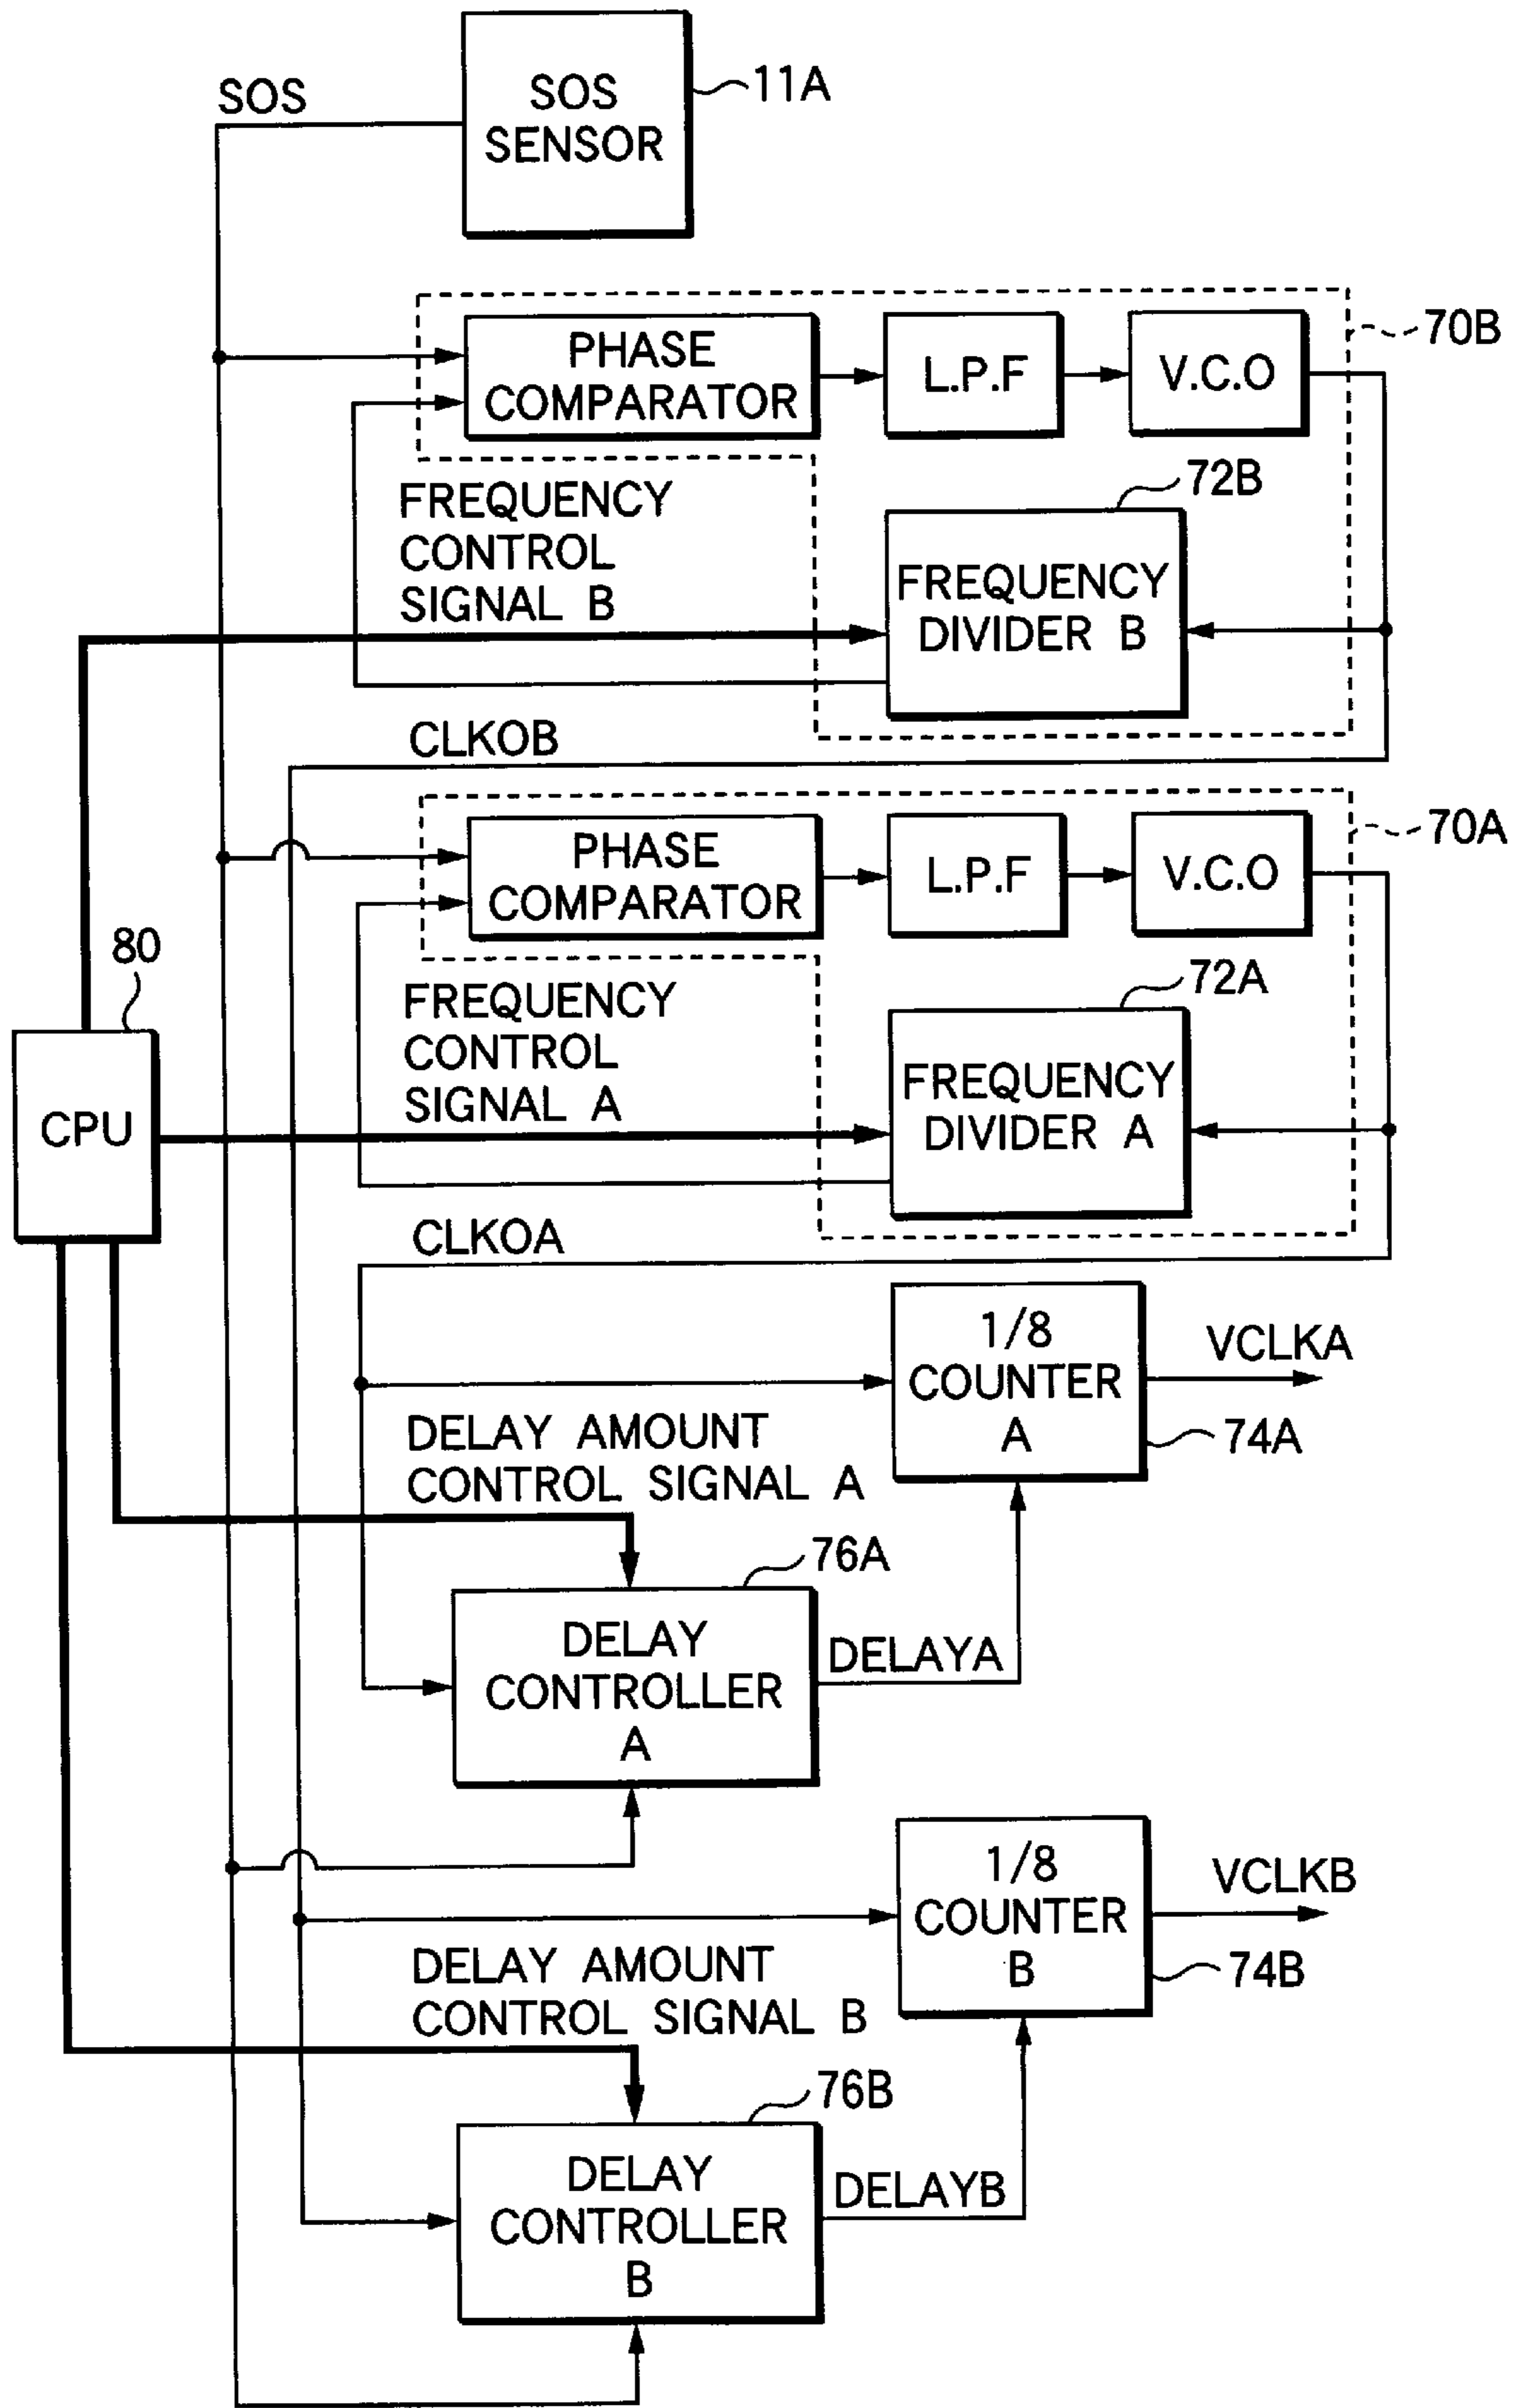 SOS
SOS
SENSOR
11A
PHASE
COMPARATOR
L.P.F
V.C.O
70B
FREQUENCY
CONTROL
SIGNAL B
72B
FREQUENCY
DIVIDER B
CLKOB
PHASE
COMPARATOR
L.P.F
V.C.O
70A
80
CPU
FREQUENCY
CONTROL
SIGNAL A
72A
FREQUENCY
DIVIDER A
CLKOA
1/8
COUNTER
A
VCLKA
74A
DELAY AMOUNT
CONTROL SIGNAL A
76A
DELAY
CONTROLLER
A
DELAYA
1/8
COUNTER
B
VCLKB
74B
DELAY AMOUNT
CONTROL SIGNAL B
76B
DELAY
CONTROLLER
B
DELAYB